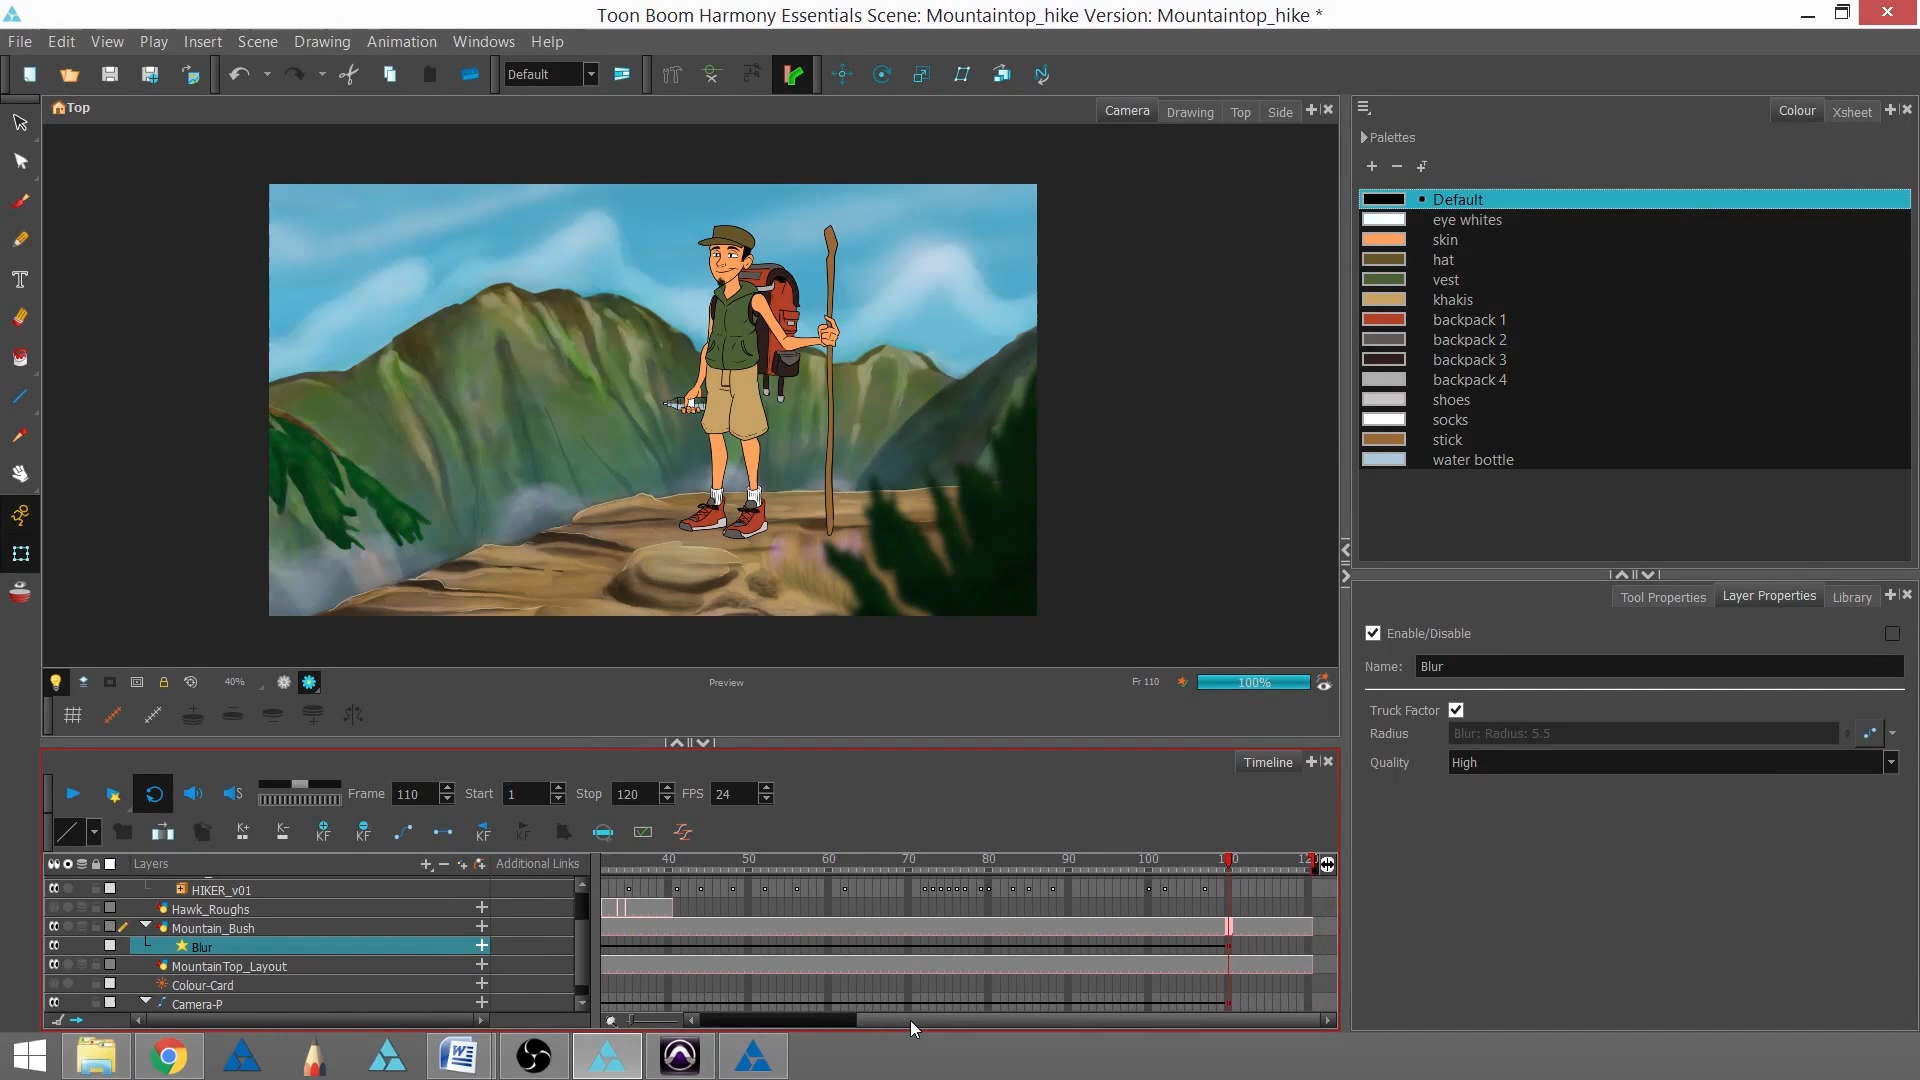 Toon Boom Harmony Essentials Scene: Mountaintop_hike Version: Mountaintop_hike *
File Edit View Play Insert Scene Drawing Animation Windows Help
Default
Top
Camera Drawing Top Side
Colour Xsheet
Palettes
Default
eye whites
skin
hat
vest
khakis
backpack 1
backpack 2
backpack 3
backpack 4
shoes
socks
stick
water bottle
40% Preview Fr 110 100%
Tool Properties Layer Properties Library
Enable/Disable
Name: Blur
Truck Factor
Radius Blur: Radius: 5.5
Quality High
Timeline
Frame 110 Start 1 Stop 120 FPS 24
K+ K- KF KF KF KF
Layers Additional Links
40 50 60 70 80 90 100
HIKER_v01
Hawk_Roughs
Mountain_Bush
Blur
MountainTop_Layout
Colour-Card
Camera-P